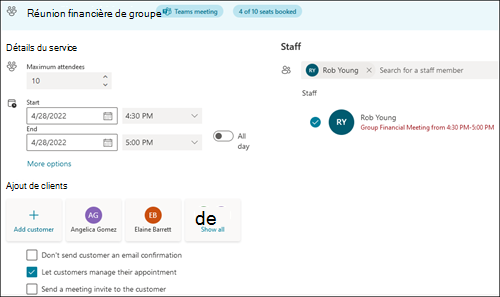 Réunion financière de groupe
Teams meeting
4 of 10 seats booked
Détails du service
Maximum attendees
10
Start
4/28/2022
4:30 PM
End
4/28/2022
5:00 PM
All day
More options
Ajout de clients
Add customer
AG
Angelica Gomez
EB
Elaine Barrett
de
Show all
Don't send customer an email confirmation
Let customers manage their appointment
Send a meeting invite to the customer
Staff
RY Rob Young
Search for a staff member
Staff
RY
Rob Young
Group Financial Meeting from 4:30 PM-5:00 PM